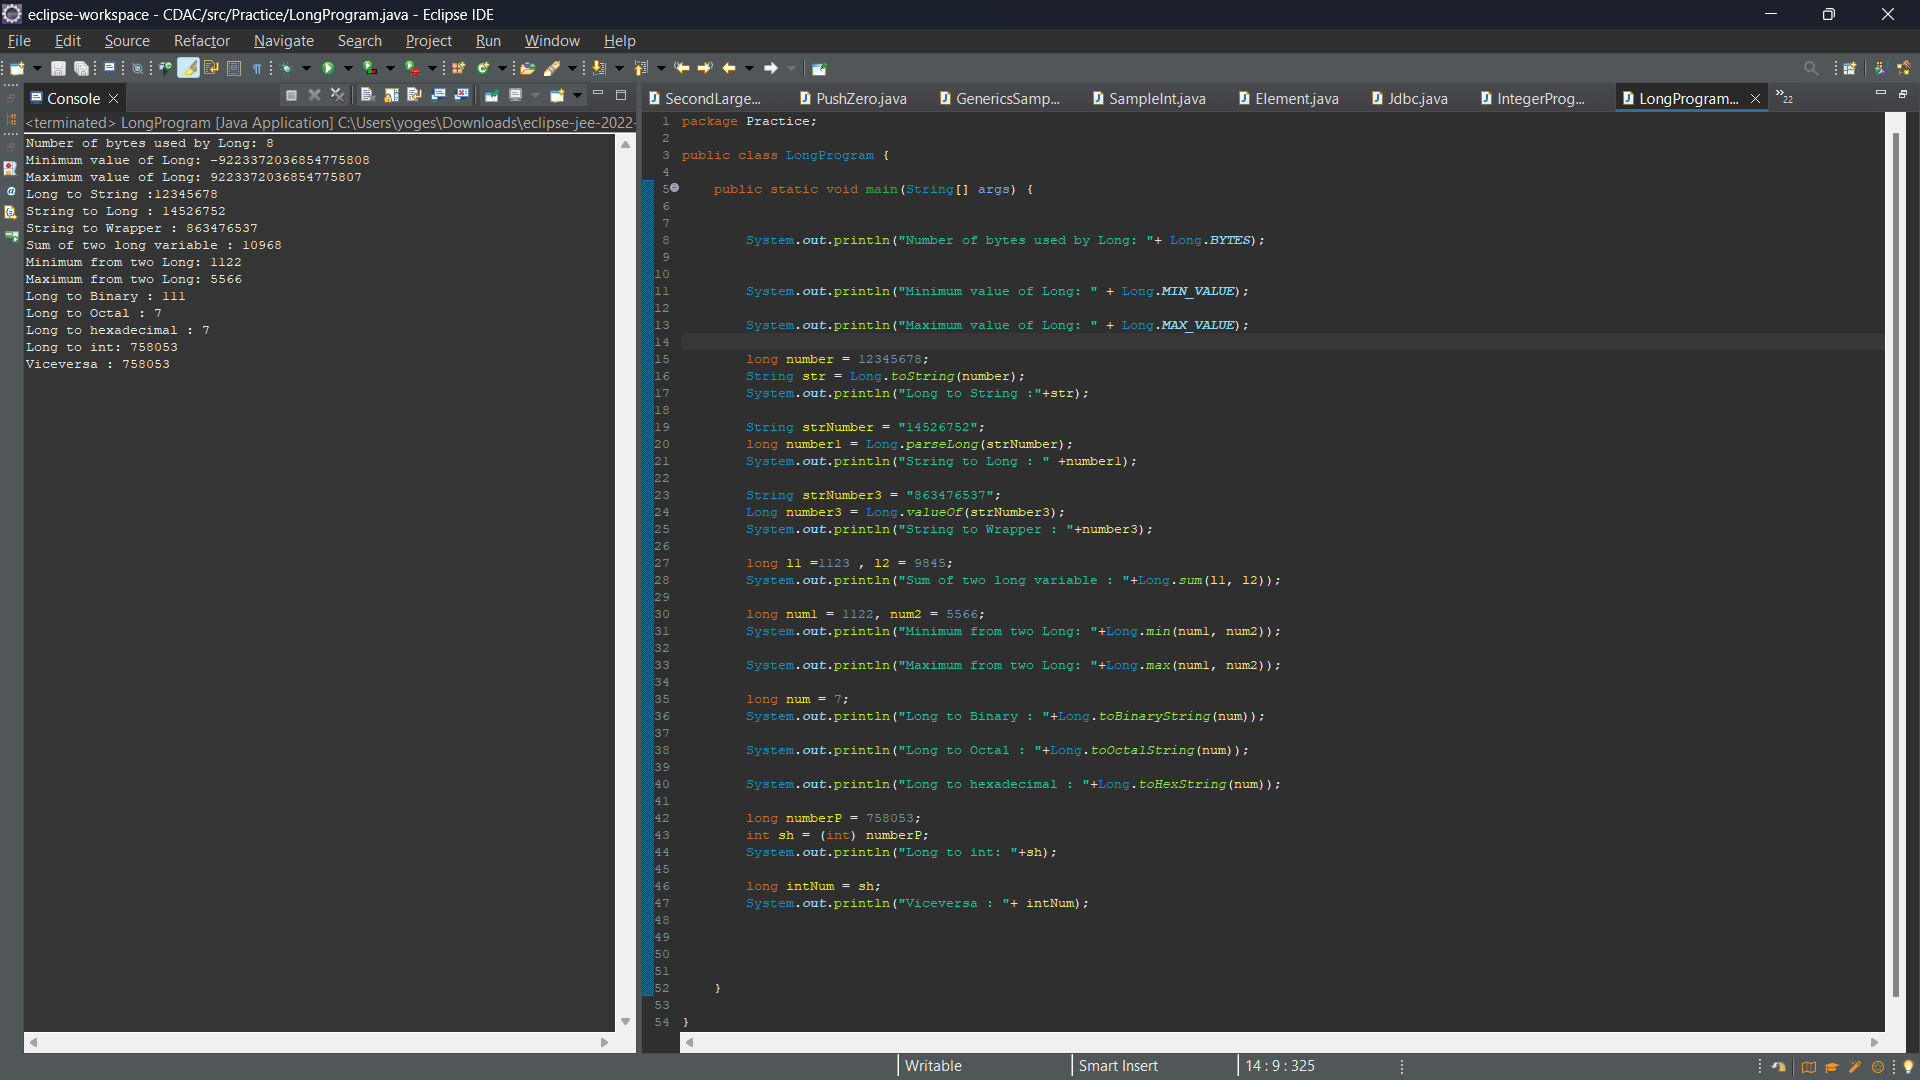 eclipse-workspace - CDAC/src/Practice/LongProgram.java - Eclipse IDE
File Edit Source Refactor Navigate Search Project Run Window Help
Console
<terminated> LongProgram [Java Application] C:\Users\yoges\Downloads\eclipse-jee-2022-
Number of bytes used by Long: 8
Minimum value of Long: -9223372036854775808
Maximum value of Long: 9223372036854775807
Long to String :12345678
String to Long : 14526752
String to Wrapper : 863476537
Sum of two long variable : 10968
Minimum from two Long: 1122
Maximum from two Long: 5566
Long to Binary : 111
Long to Octal : 7
Long to hexadecimal : 7
Long to int: 758053
Viceversa : 758053
SecondLarge... PushZero.java GenericsSamp... SampleInt.java Element.java Jdbc.java IntegerProg... LongProgram... »22
1 package Practice;
2
3 public class LongProgram {
4
5 public static void main(String[] args) {
6
7
8 System.out.println("Number of bytes used by Long: "+ Long.BYTES);
9
10
11 System.out.println("Minimum value of Long: " + Long.MIN_VALUE);
12
13 System.out.println("Maximum value of Long: " + Long.MAX_VALUE);
14
15 long number = 12345678;
16 String str = Long.toString(number);
17 System.out.println("Long to String :"+str);
18
19 String strNumber = "14526752";
20 long number1 = Long.parseLong(strNumber);
21 System.out.println("String to Long : " +number1);
22
23 String strNumber3 = "863476537";
24 Long number3 = Long.valueOf(strNumber3);
25 System.out.println("String to Wrapper : "+number3);
26
27 long l1 =1123 , l2 = 9845;
28 System.out.println("Sum of two long variable : "+Long.sum(l1, l2));
29
30 long num1 = 1122, num2 = 5566;
31 System.out.println("Minimum from two Long: "+Long.min(num1, num2));
32
33 System.out.println("Maximum from two Long: "+Long.max(num1, num2));
34
35 long num = 7;
36 System.out.println("Long to Binary : "+Long.toBinaryString(num));
37
38 System.out.println("Long to Octal : "+Long.toOctalString(num));
39
40 System.out.println("Long to hexadecimal : "+Long.toHexString(num));
41
42 long numberP = 758053;
43 int sh = (int) numberP;
44 System.out.println("Long to int: "+sh);
45
46 long intNum = sh;
47 System.out.println("Viceversa : "+ intNum);
48
49
50
51
52 }
53
54 }
Writable Smart Insert 14 : 9 : 325